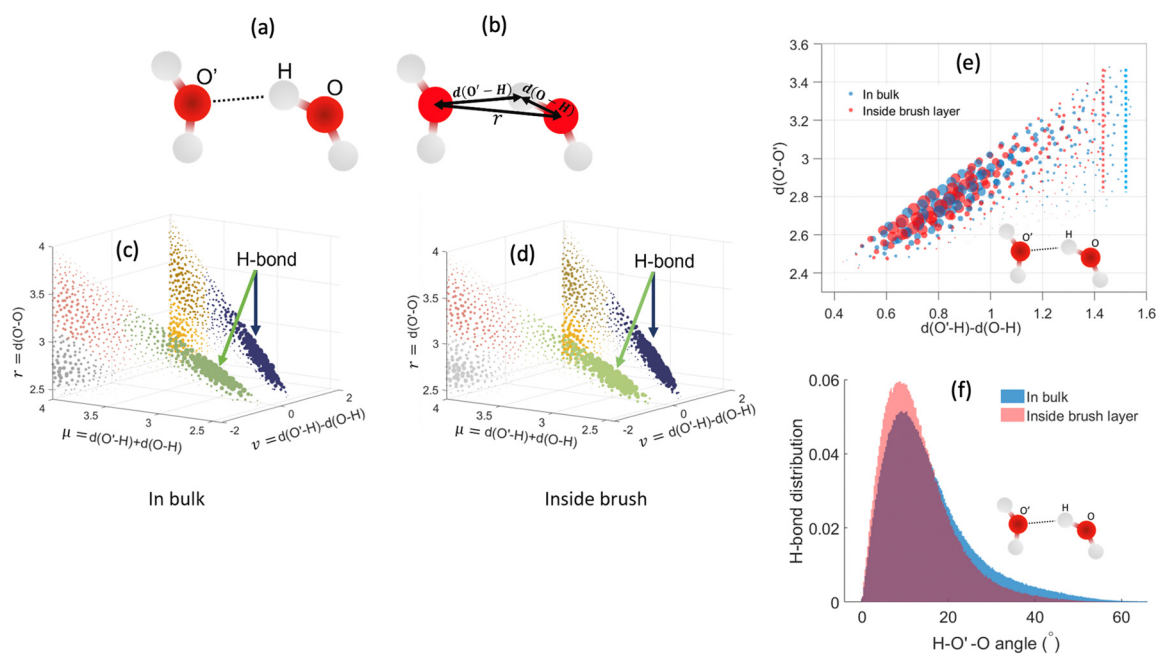 (a)
O'
H
O
(b)
d(O' − H)
d(O − H)
r
(c)
H-bond
4
3.5
3
2.5
r = d(O'-O)
4
3.5
3
2.5
μ = d(O'-H)+d(O-H)
-2
0
2
v = d(O'-H)-d(O-H)
In bulk
(d)
H-bond
4
3.5
3
2.5
r = d(O'-O)
4
3.5
3
2.5
μ = d(O'-H)+d(O-H)
-2
0
2
v = d(O'-H)-d(O-H)
Inside brush
(e)
In bulk
Inside brush layer
3.6
3.4
3.2
3
2.8
2.6
2.4
d(O'-O')
O'
H
O
0.4
0.6
0.8
1
1.2
1.4
1.6
d(O'-H)-d(O-H)
(f)
In bulk
Inside brush layer
0.06
0.04
0.02
0
H-bond distribution
O'
H
O
0
20
40
60
H-O' -O angle (°)